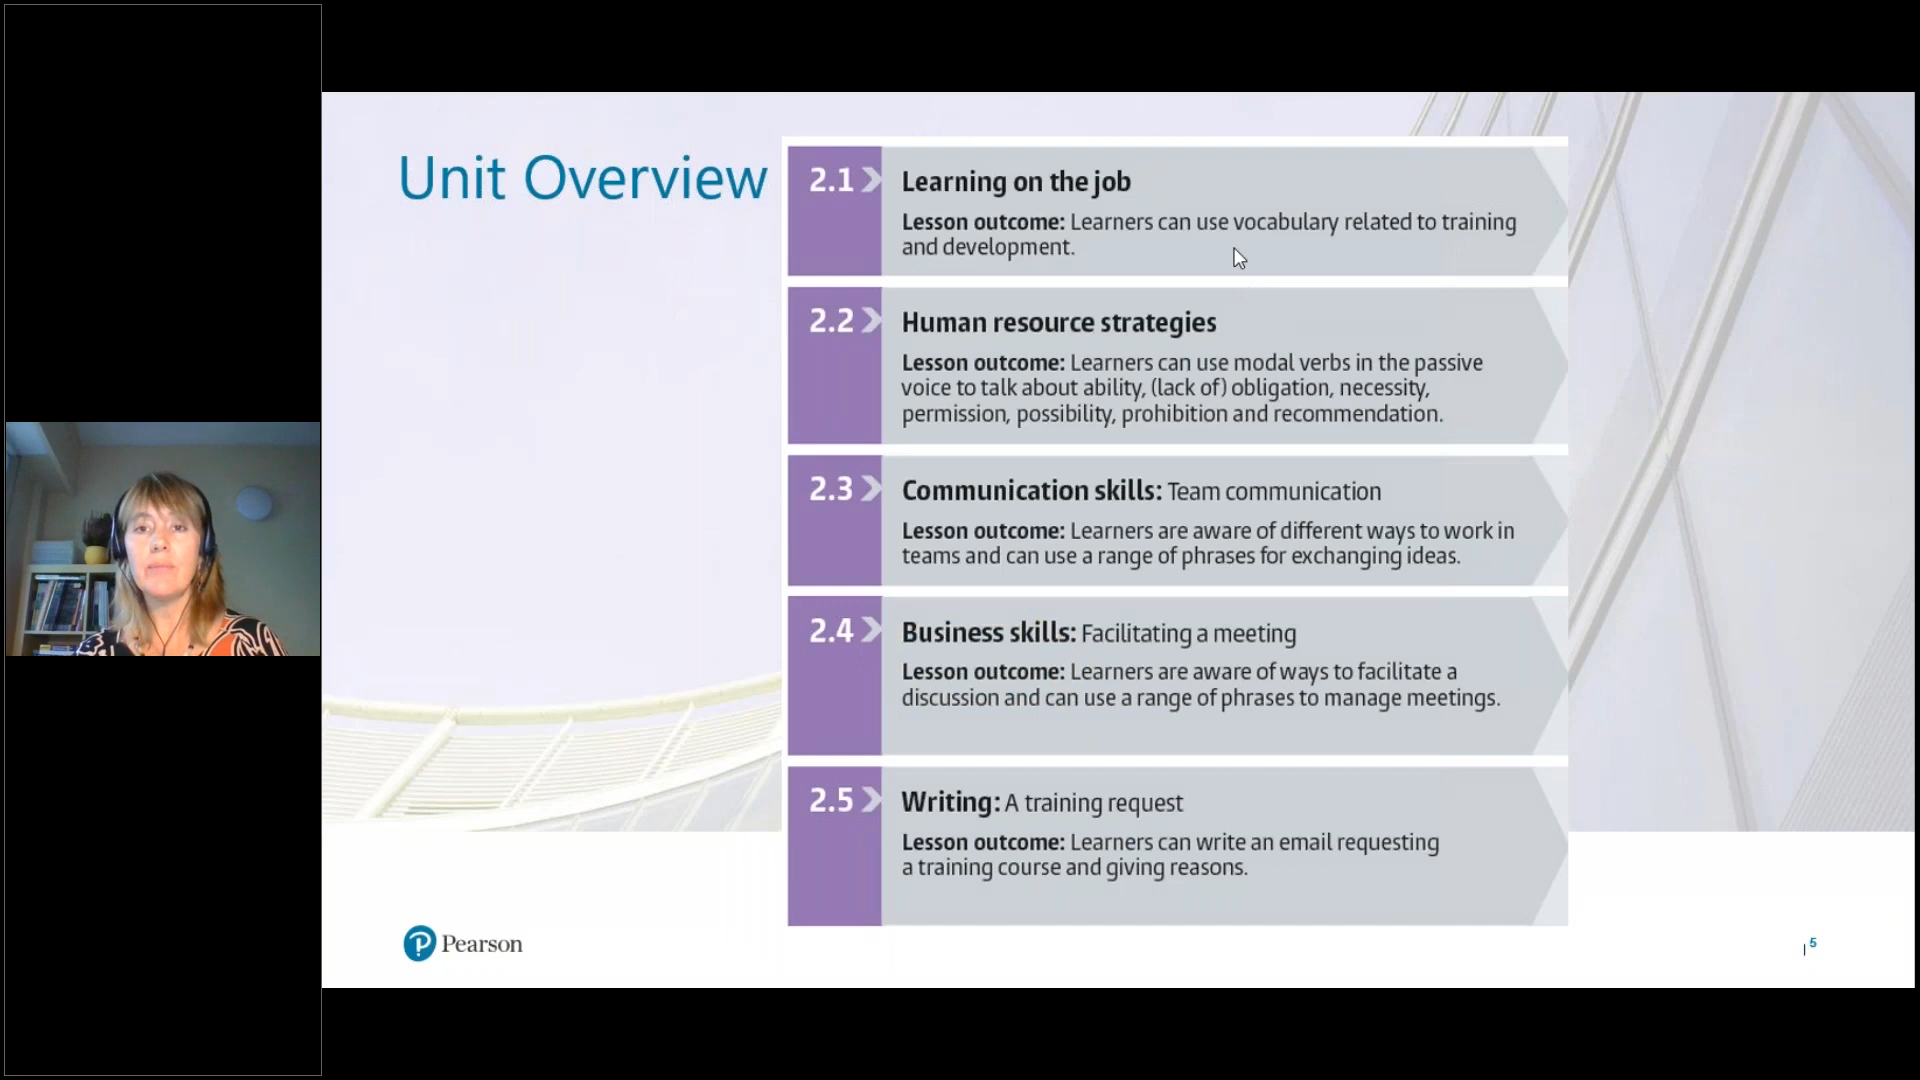 Unit Overview
2.1
Learning on the job
Lesson outcome: Learners can use vocabulary related to training
and development.
2.2
Human resource strategies
Lesson outcome: Learners can use modal verbs in the passive
voice to talk about ability, (lack of) obligation, necessity,
permission, possibility, prohibition and recommendation.
2.3
Communication skills: Team communication
Lesson outcome: Learners are aware of different ways to work in
teams and can use a range of phrases for exchanging ideas.
2.4
Business skills: Facilitating a meeting
Lesson outcome: Learners are aware of ways to facilitate a
discussion and can use a range of phrases to manage meetings.
2.5
Writing: A training request
Lesson outcome: Learners can write an email requesting
a training course and giving reasons.
Pearson
5